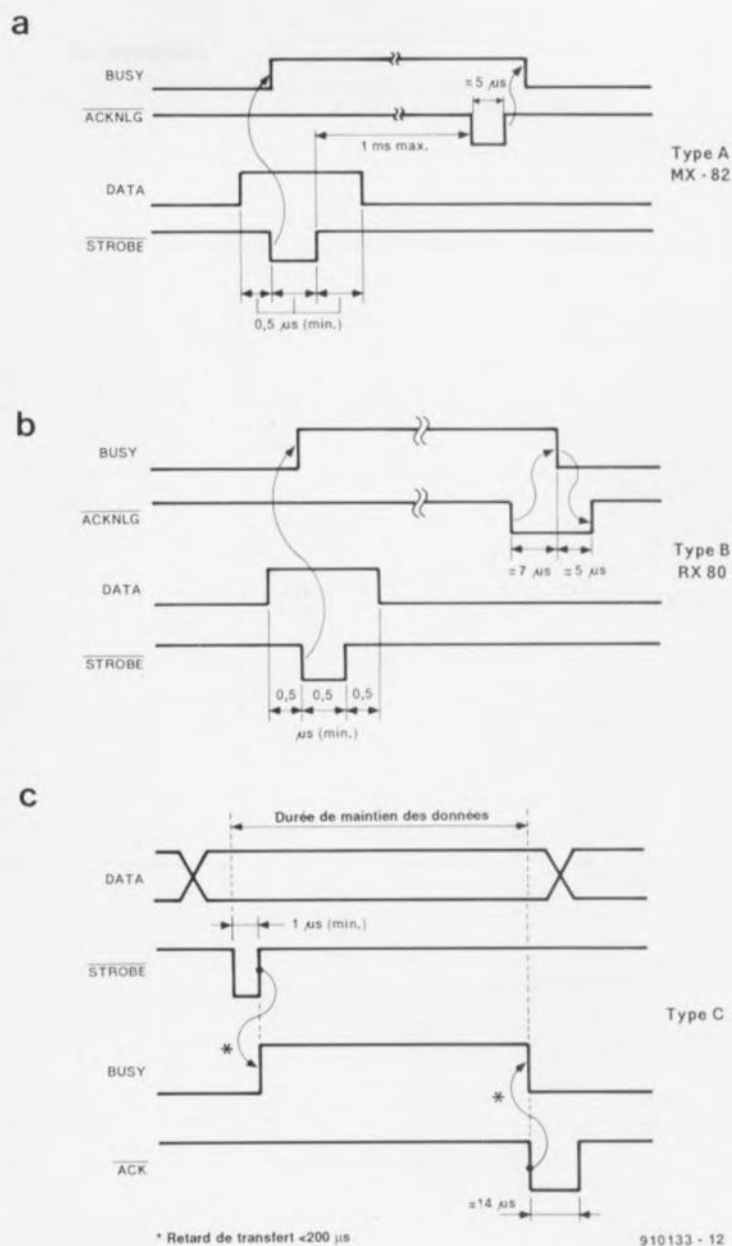 a
BUSY
ACKNLG
≈5 µs
1 ms max.
Type A
MX - 82
DATA
STROBE
0,5 µs (min.)
b
BUSY
ACKNLG
≈7 µs
≈5 µs
Type B
RX 80
DATA
STROBE
0,5
0,5
0,5
µs (min.)
c
Durée de maintien des données
DATA
1 µs (min.)
STROBE
Type C
*
BUSY
*
ACK
≈14 µs
* Retard de transfert <200 µs
910133 - 12